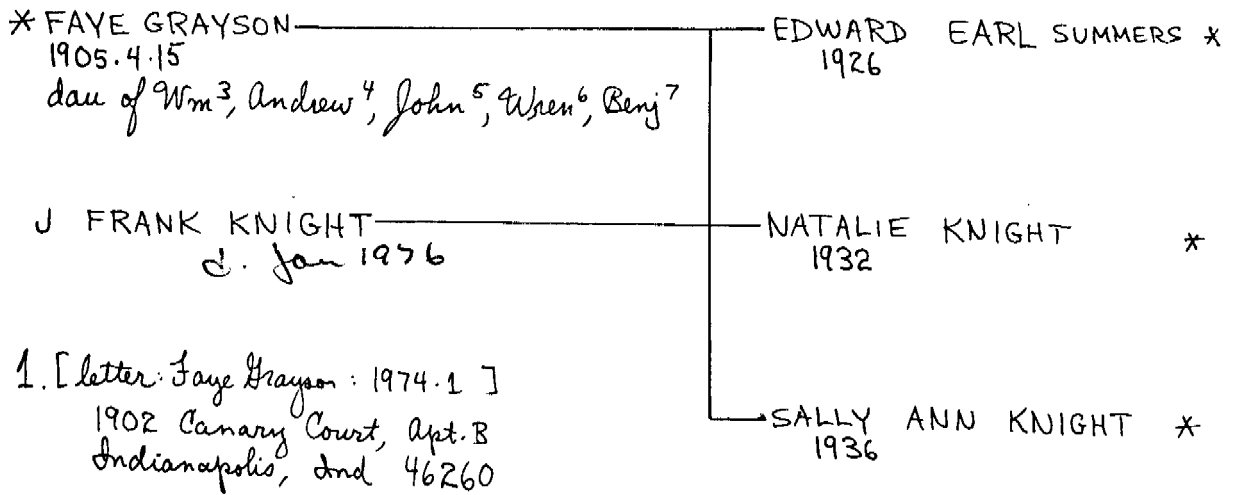 * FAYE GRAYSON
1905.4.15
dau of Wm³, Andrew⁴, John⁵, Wren⁶, Benj⁷
EDWARD EARL SUMMERS *
1926
J FRANK KNIGHT
d. Jan 1976
NATALIE KNIGHT *
1932
1. [letter: Faye Grayson: 1974.1]
1902 Canary Court, Apt. B
Indianapolis, Ind 46260
SALLY ANN KNIGHT *
1936